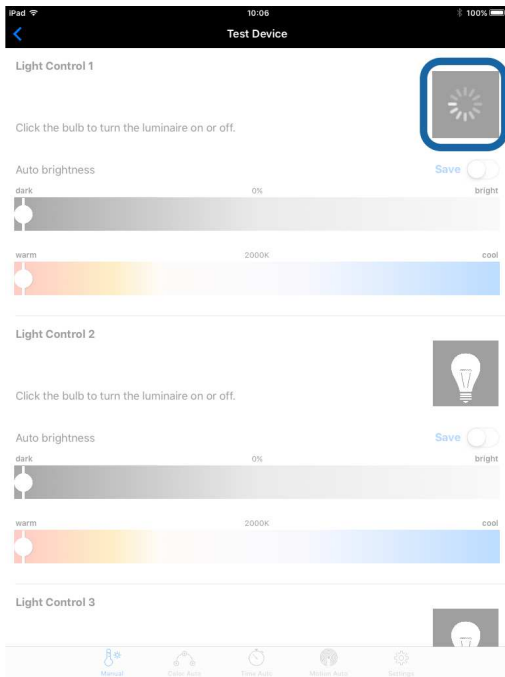 iPad 10:06 100%
Test Device
Light Control 1
Click the bulb to turn the luminaire on or off.
Auto brightness Save
dark 0% bright
warm 2000K cool
Light Control 2
Click the bulb to turn the luminaire on or off.
Auto brightness Save
dark 0% bright
warm 2000K cool
Light Control 3
Manual Color Auto Time Auto Motion Auto Settings